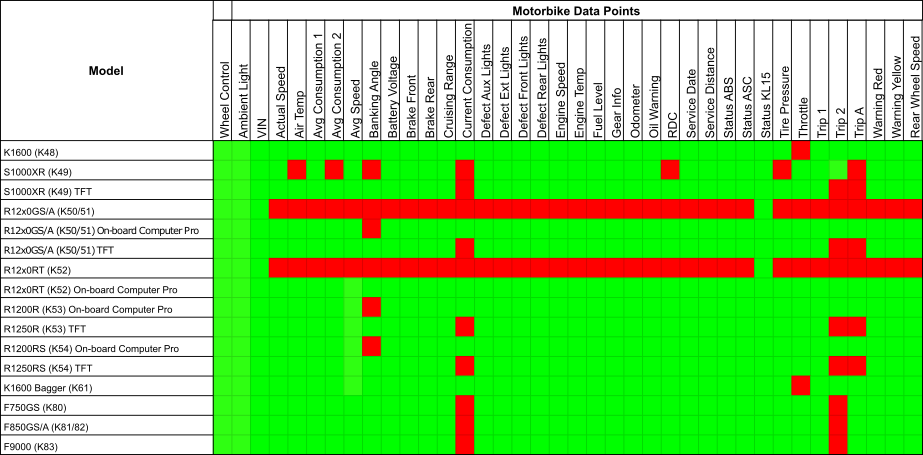 Motorbike Data Points
Model
Wheel Control
Ambient Light
VIN
Actual Speed
Air Temp
Avg Consumption 1
Avg Consumption 2
Avg Speed
Banking Angle
Battery Voltage
Brake Front
Brake Rear
Cruising Range
Current Consumption
Defect Aux Lights
Defect Ext Lights
Defect Front Lights
Defect Rear Lights
Engine Speed
Engine Temp
Fuel Level
Gear Info
Odometer
Oil Warning
RDC
Service Date
Service Distance
Status ABS
Status ASC
Status KL15
Tire Pressure
Throttle
Trip 1
Trip 2
Trip A
Warning Red
Warning Yellow
Rear Wheel Speed
K1600 (K48)
S1000XR (K49)
S1000XR (K49) TFT
R12x0GS/A (K50/51)
R12x0GS/A (K50/51) On-board Computer Pro
R12x0GS/A (K50/51) TFT
R12x0RT (K52)
R12x0RT (K52) On-board Computer Pro
R1200R (K53) On-board Computer Pro
R1250R (K53) TFT
R1200RS (K54) On-board Computer Pro
R1250RS (K54) TFT
K1600 Bagger (K61)
F750GS (K80)
F850GS/A (K81/82)
F9000 (K83)